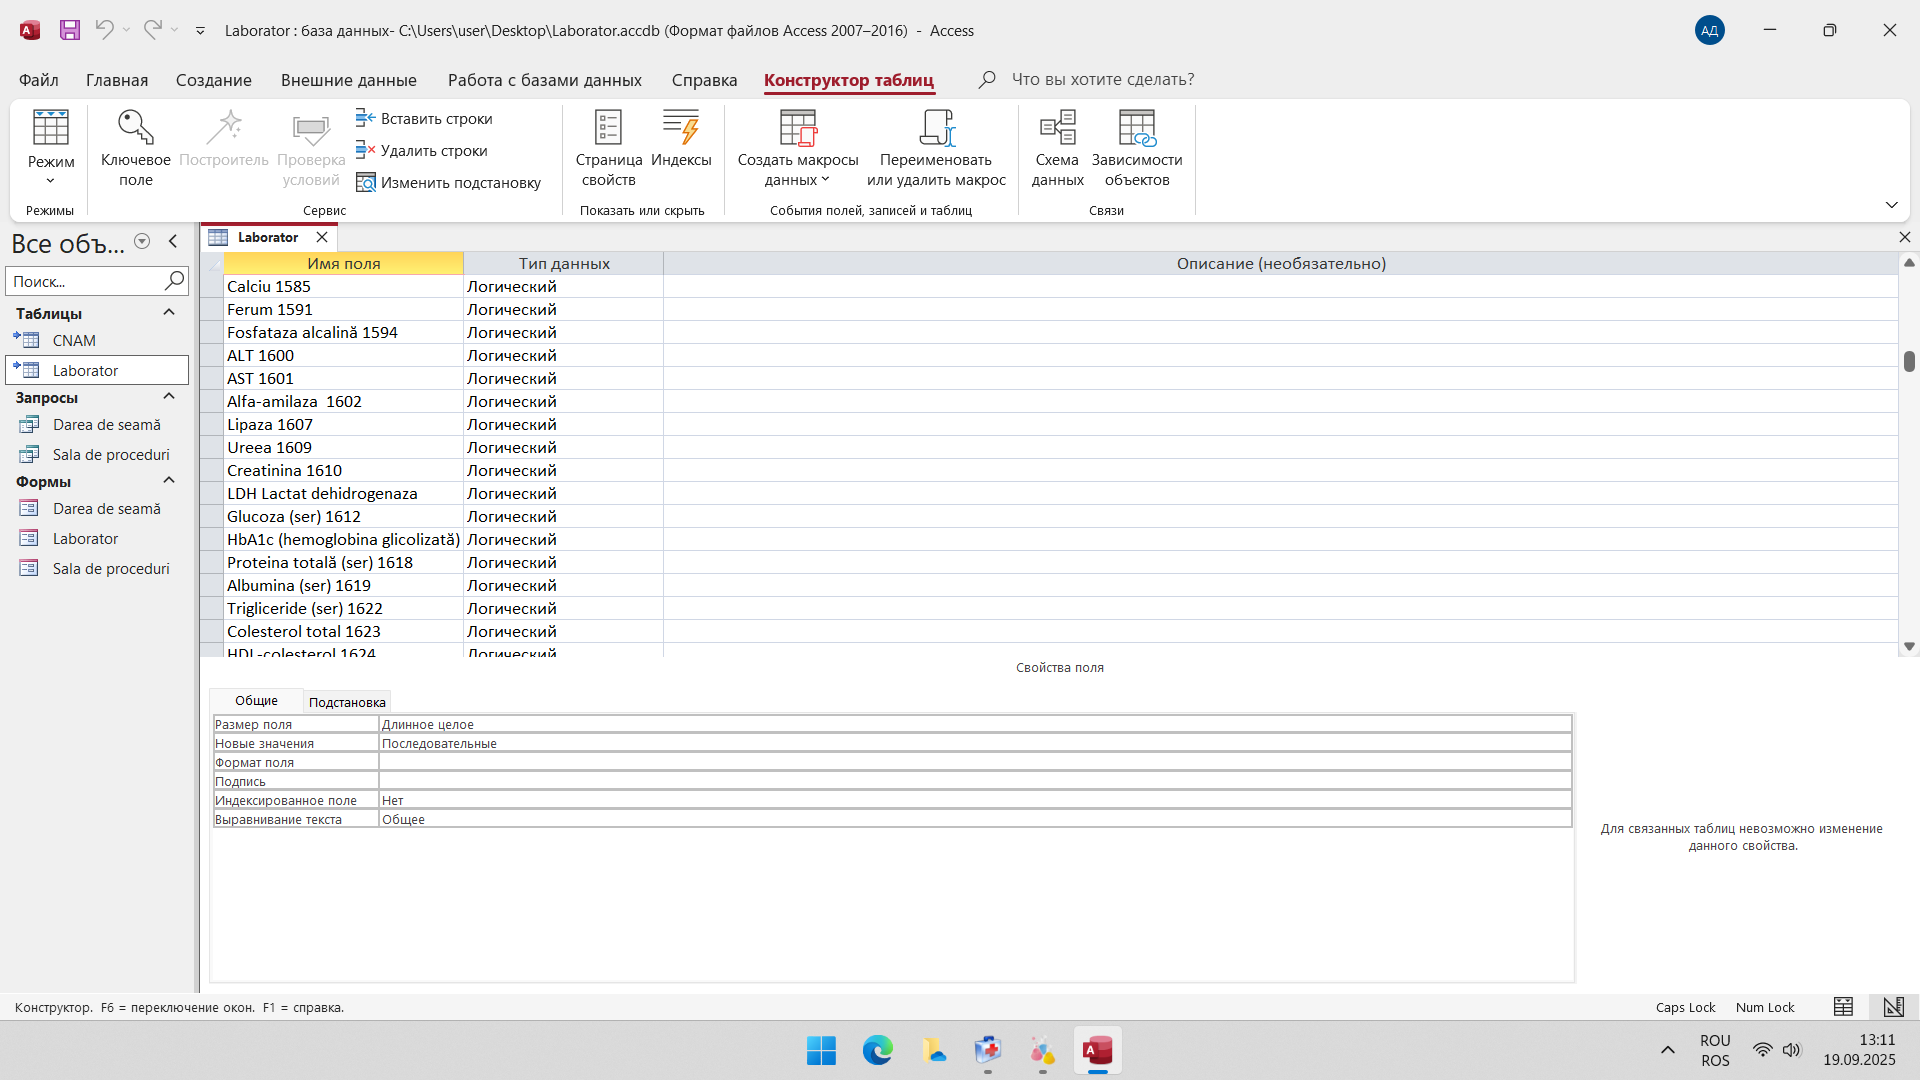 Laborator : база данных- C:\Users\user\Desktop\Laborator.accdb (Формат файлов Access 2007–2016) - Access
АД
Файл Главная Создание Внешние данные Работа с базами данных Справка Конструктор таблиц Что вы хотите сделать?
Режим
Ключевое поле
Построитель
Проверка условий
Вставить строки
Удалить строки
Изменить подстановку
Страница свойств
Индексы
Создать макросы данных
Переименовать или удалить макрос
Схема данных
Зависимости объектов
Режимы Сервис Показать или скрыть События полей, записей и таблиц Связи
Все объ...
Поиск...
Таблицы
CNAM
Laborator
Запросы
Darea de seamă
Sala de proceduri
Формы
Darea de seamă
Laborator
Sala de proceduri
Laborator
Имя поля Тип данных Описание (необязательно)
Calciu 1585 Логический
Ferum 1591 Логический
Fosfataza alcalină 1594 Логический
ALT 1600 Логический
AST 1601 Логический
Alfa-amilaza 1602 Логический
Lipaza 1607 Логический
Ureea 1609 Логический
Creatinina 1610 Логический
LDH Lactat dehidrogenaza Логический
Glucoza (ser) 1612 Логический
HbA1c (hemoglobina glicolizată) Логический
Proteina totală (ser) 1618 Логический
Albumina (ser) 1619 Логический
Trigliceride (ser) 1622 Логический
Colesterol total 1623 Логический
HDL-colesterol 1624 Логический
Свойства поля
Общие Подстановка
Размер поля Длинное целое
Новые значения Последовательные
Формат поля
Подпись
Индексированное поле Нет
Выравнивание текста Общее
Для связанных таблиц невозможно изменение
данного свойства.
Конструктор. F6 = переключение окон. F1 = справка.
Caps Lock Num Lock
ROU
ROS
13:11
19.09.2025